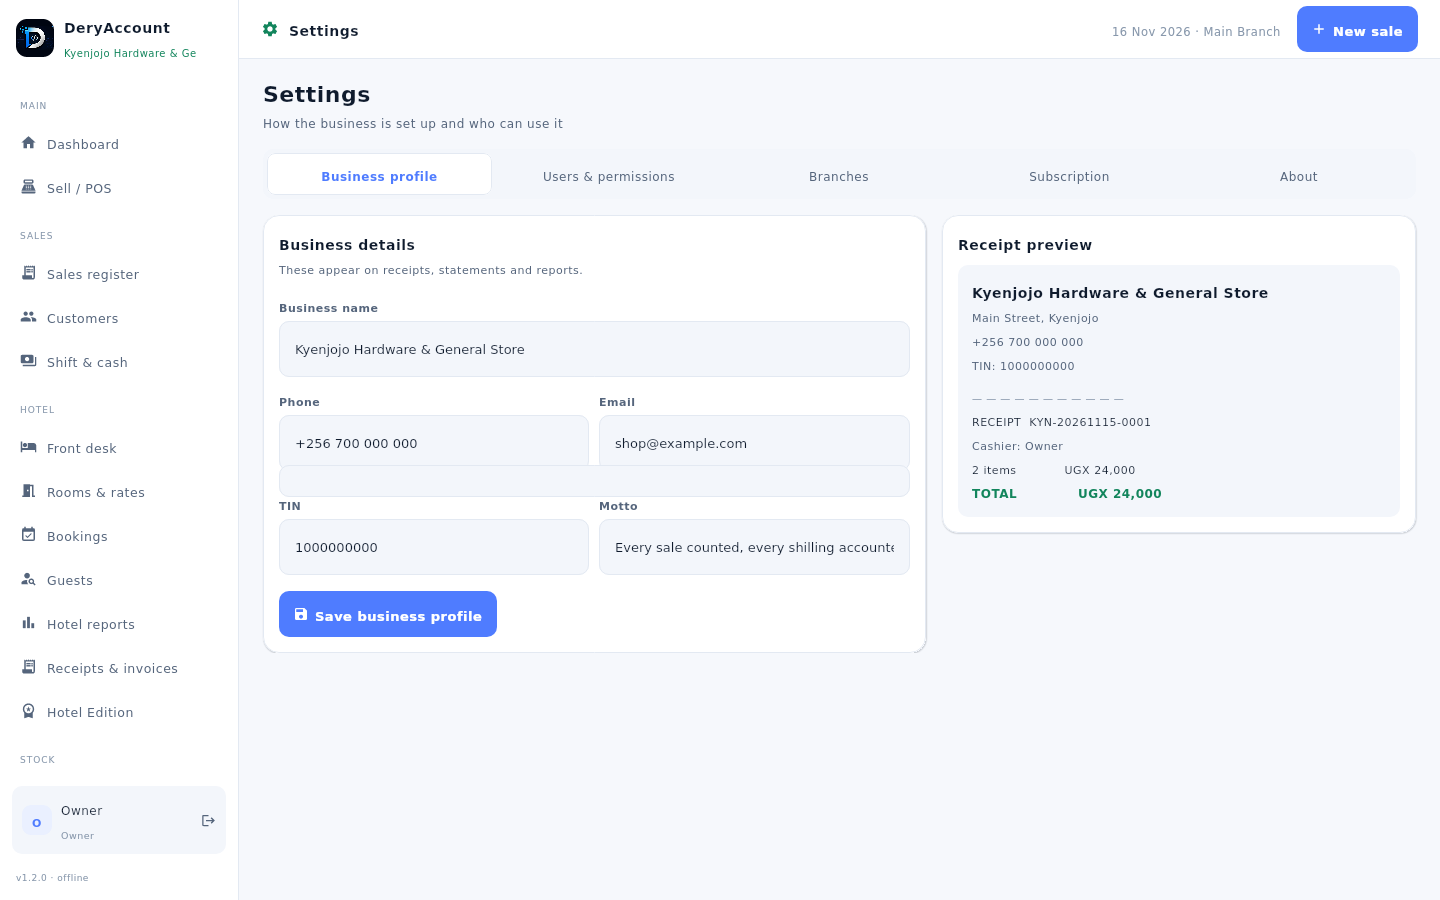 DeryAccount
Kyenjojo Hardware & Ge
MAIN
Dashboard
Sell / POS
SALES
Sales register
Customers
Shift & cash
HOTEL
Front desk
Rooms & rates
Bookings
Guests
Hotel reports
Receipts & invoices
Hotel Edition
STOCK
O
Owner
Owner
v1.2.0 · offline
Settings
16 Nov 2026 · Main Branch
+ New sale
Settings
How the business is set up and who can use it
Business profile
Users & permissions
Branches
Subscription
About
Business details
These appear on receipts, statements and reports.
Business name
Kyenjojo Hardware & General Store
Phone
Email
+256 700 000 000
shop@example.com
TIN
Motto
1000000000
Every sale counted, every shilling accounte
Save business profile
Receipt preview
Kyenjojo Hardware & General Store
Main Street, Kyenjojo
+256 700 000 000
TIN: 1000000000
— — — — — — — — — — —
RECEIPT KYN-20261115-0001
Cashier: Owner
2 items UGX 24,000
TOTAL UGX 24,000